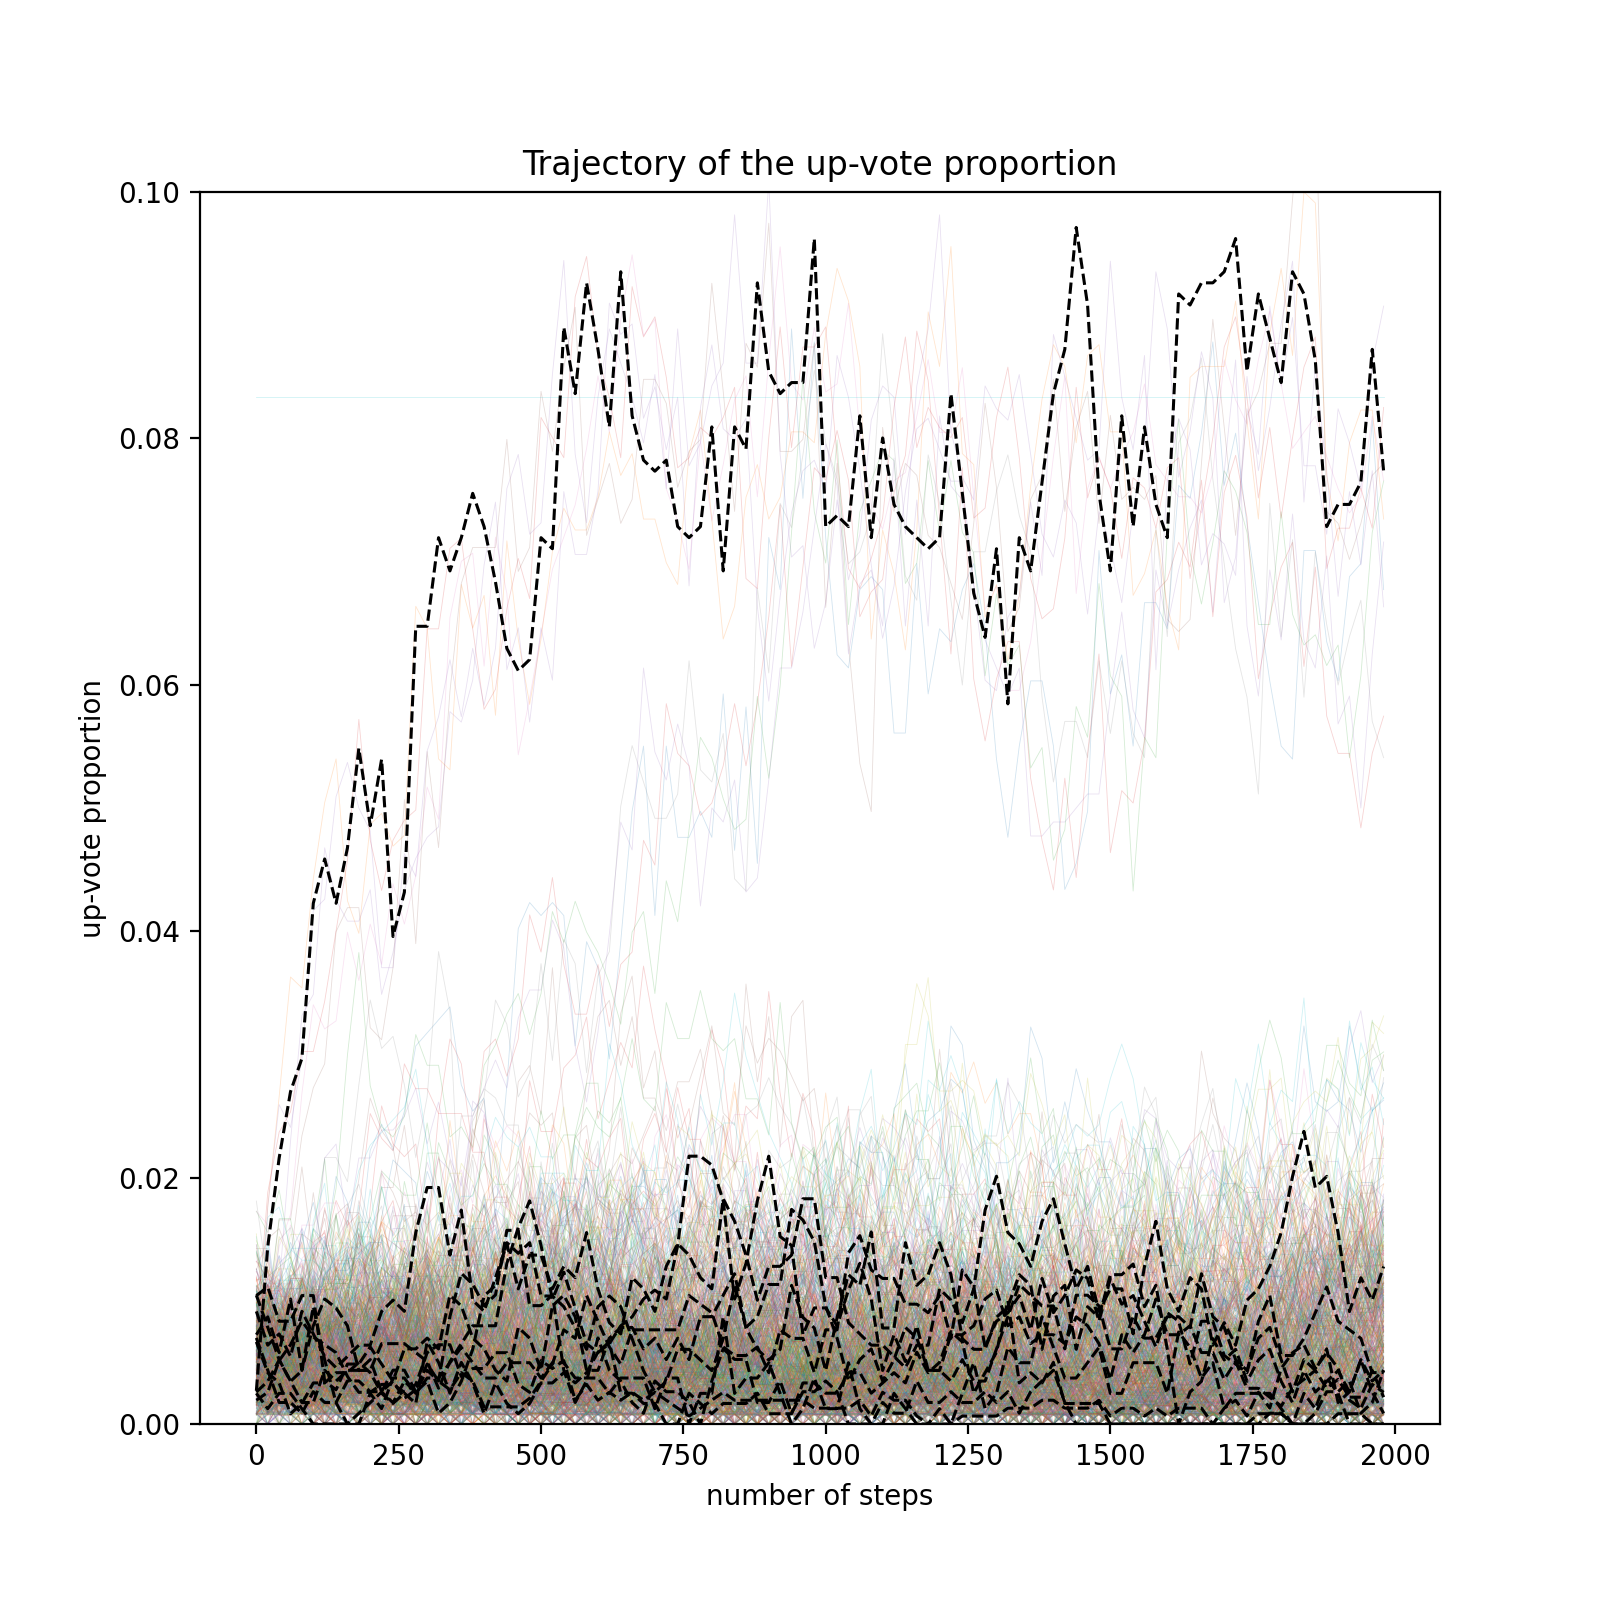 Trajectory of the up-vote proportion
0.10
0.08
0.06
0.04
0.02
0.00
up-vote proportion
0 250 500 750 1000 1250 1500 1750 2000
number of steps